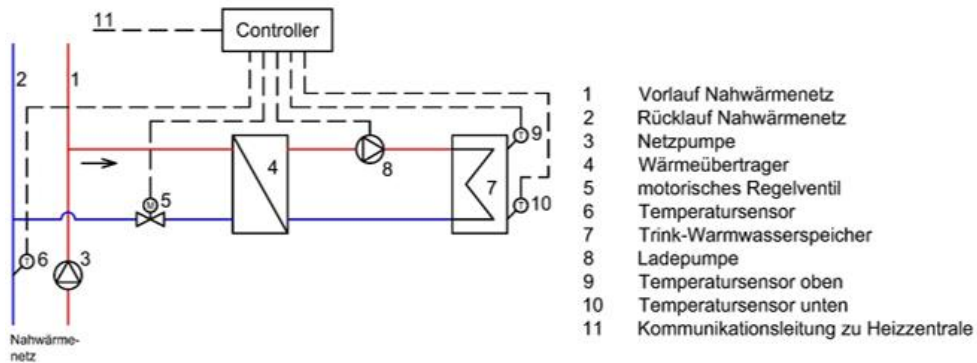 11
Controller
2
1
9
4
8
7
5
10
6
3
Nahwärme-
netz
1 Vorlauf Nahwärmenetz
2 Rücklauf Nahwärmenetz
3 Netzpumpe
4 Wärmeübertrager
5 motorisches Regelventil
6 Temperatursensor
7 Trink-Warmwasserspeicher
8 Ladepumpe
9 Temperatursensor oben
10 Temperatursensor unten
11 Kommunikationsleitung zu Heizzentrale
T
T
M
T